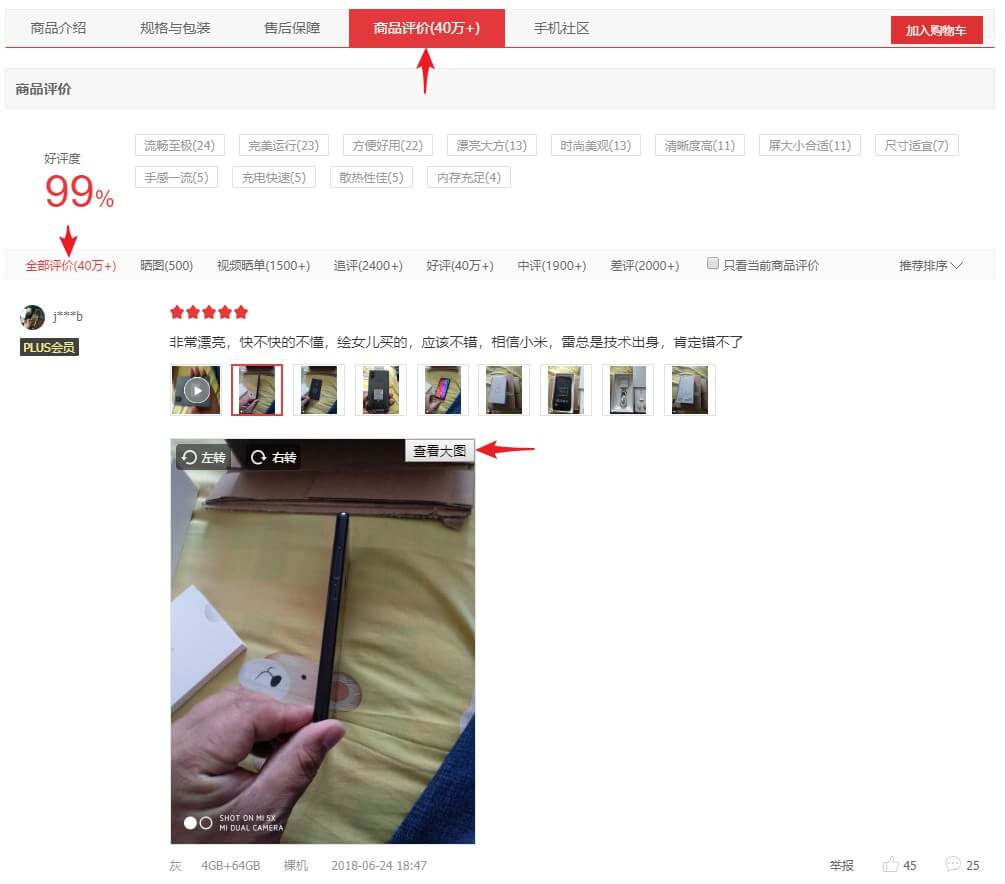 商品介绍 规格与包装 售后保障 商品评价(40万+) 手机社区 加入购物车
商品评价
好评度
99%
流畅至极(24) 完美运行(23) 方便好用(22) 漂亮大方(13) 时尚美观(13) 清晰度高(11) 屏大小合适(11) 尺寸适宜(7)
手感一流(5) 充电快速(5) 散热性佳(5) 内存充足(4)
全部评价(40万+) 晒图(500) 视频晒单(1500+) 追评(2400+) 好评(40万+) 中评(1900+) 差评(2000+) 只看当前商品评价 推荐排序
j***b
PLUS会员
非常漂亮，快不快的不懂，绘女儿买的，应该不错，相信小米，雷总是技术出身，肯定错不了
左转 右转 查看大图
SHOT ON MI 5X
MI DUAL CAMERA
灰 4GB+64GB 裸机 2018-06-24 18:47 举报 45 25